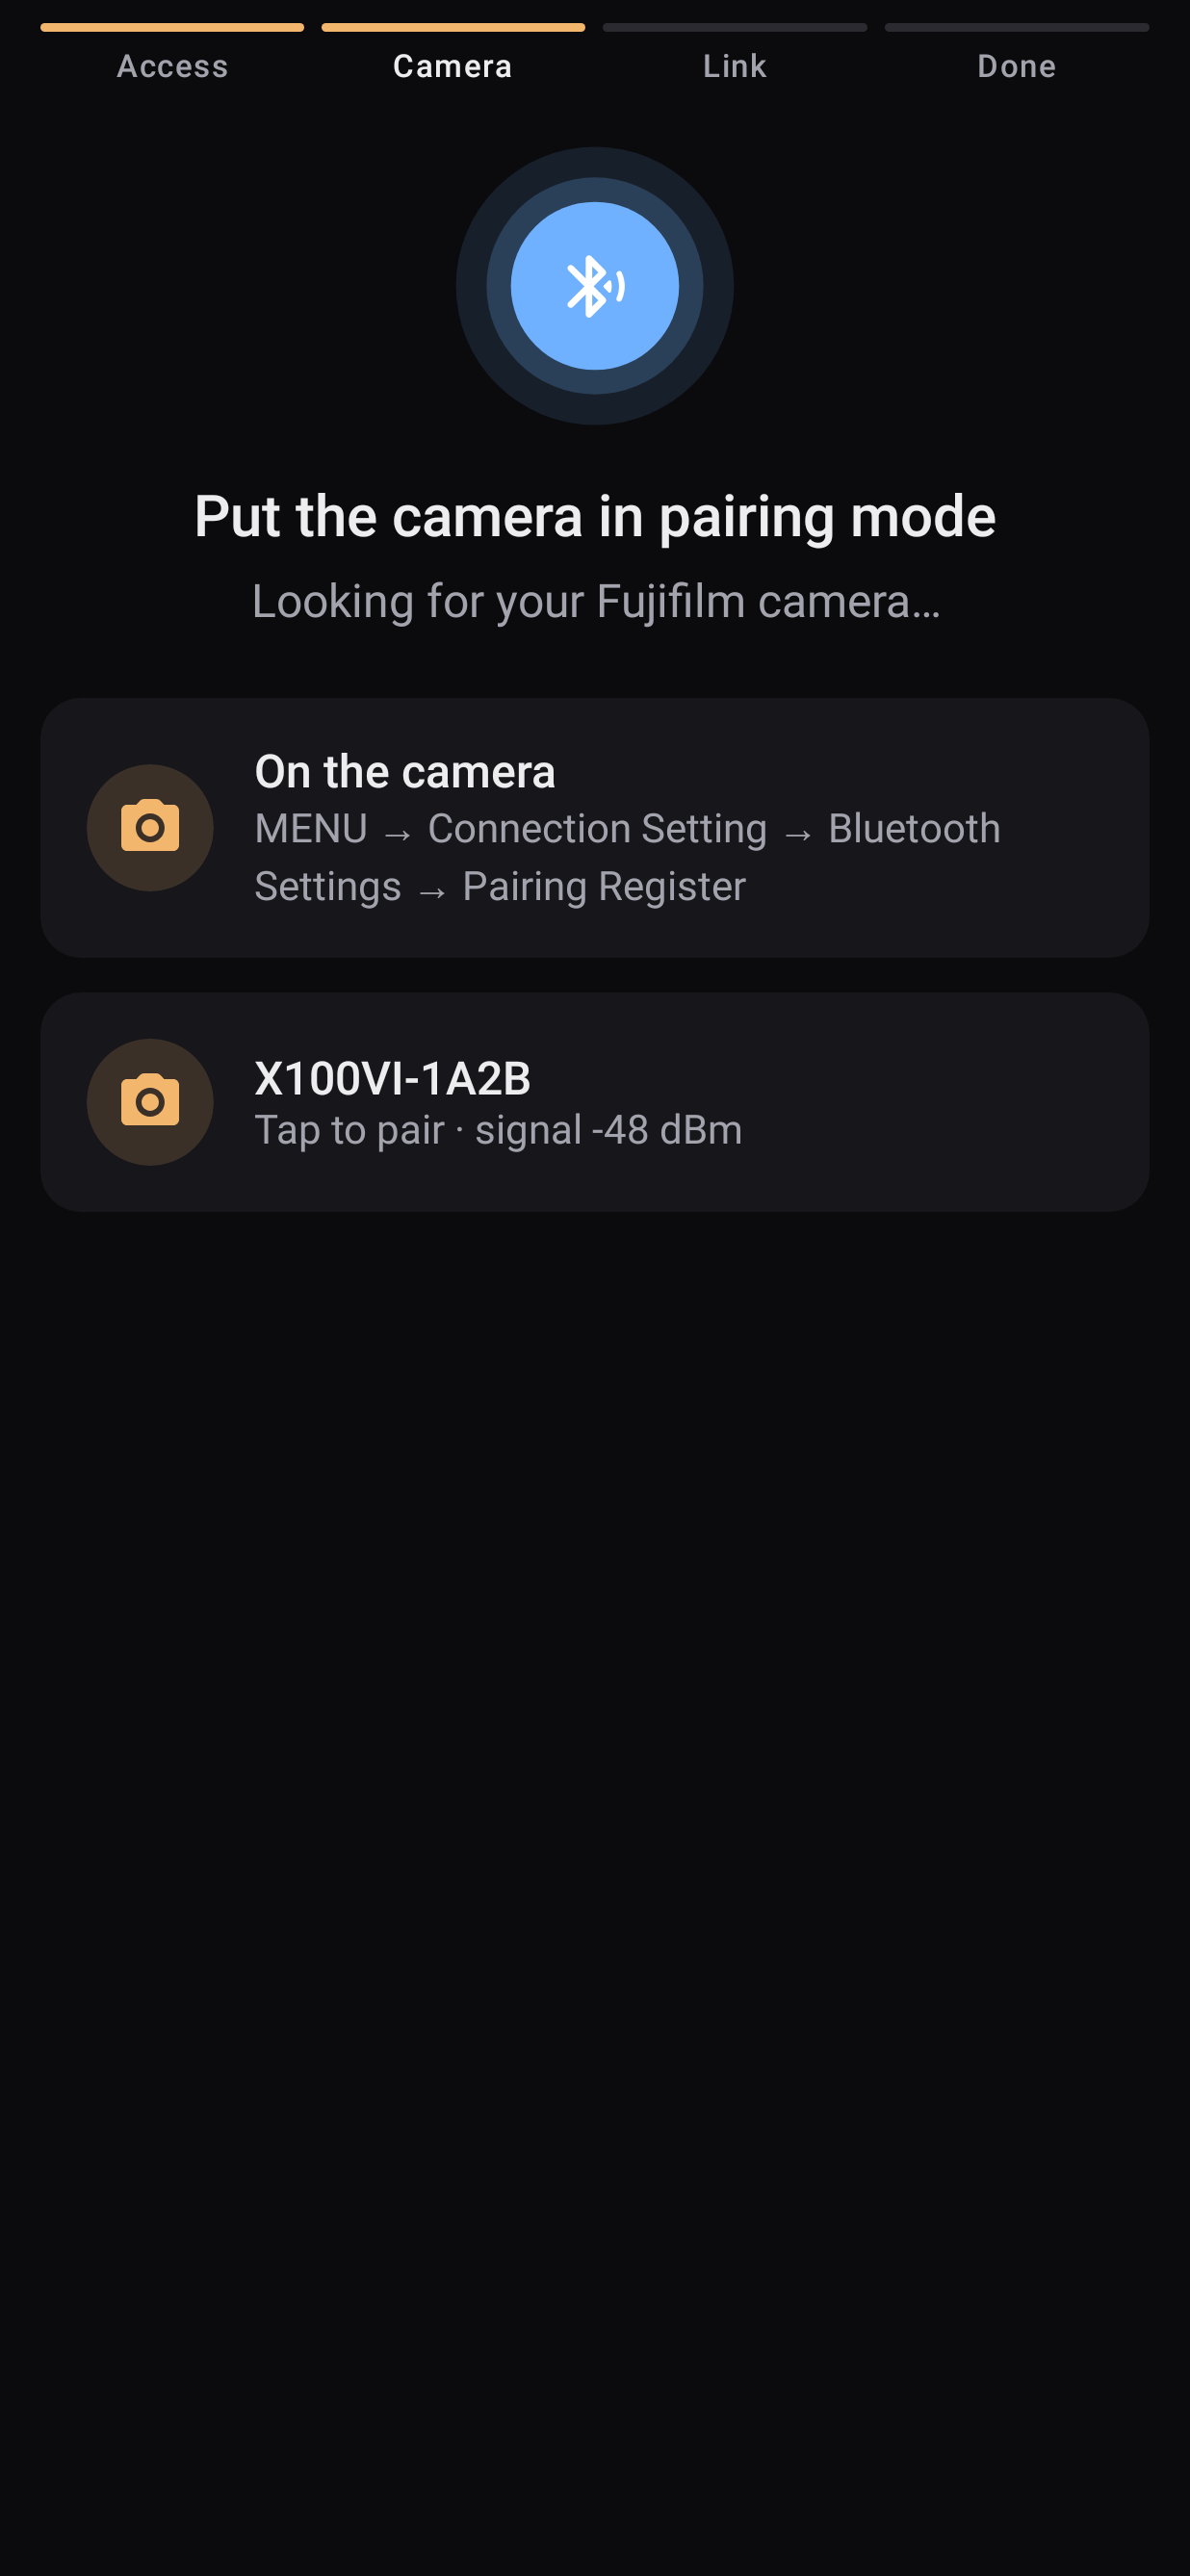 Access
Camera
Link
Done
Put the camera in pairing mode
Looking for your Fujifilm camera…
On the camera
MENU → Connection Setting → Bluetooth
Settings → Pairing Register
X100VI-1A2B
Tap to pair · signal -48 dBm